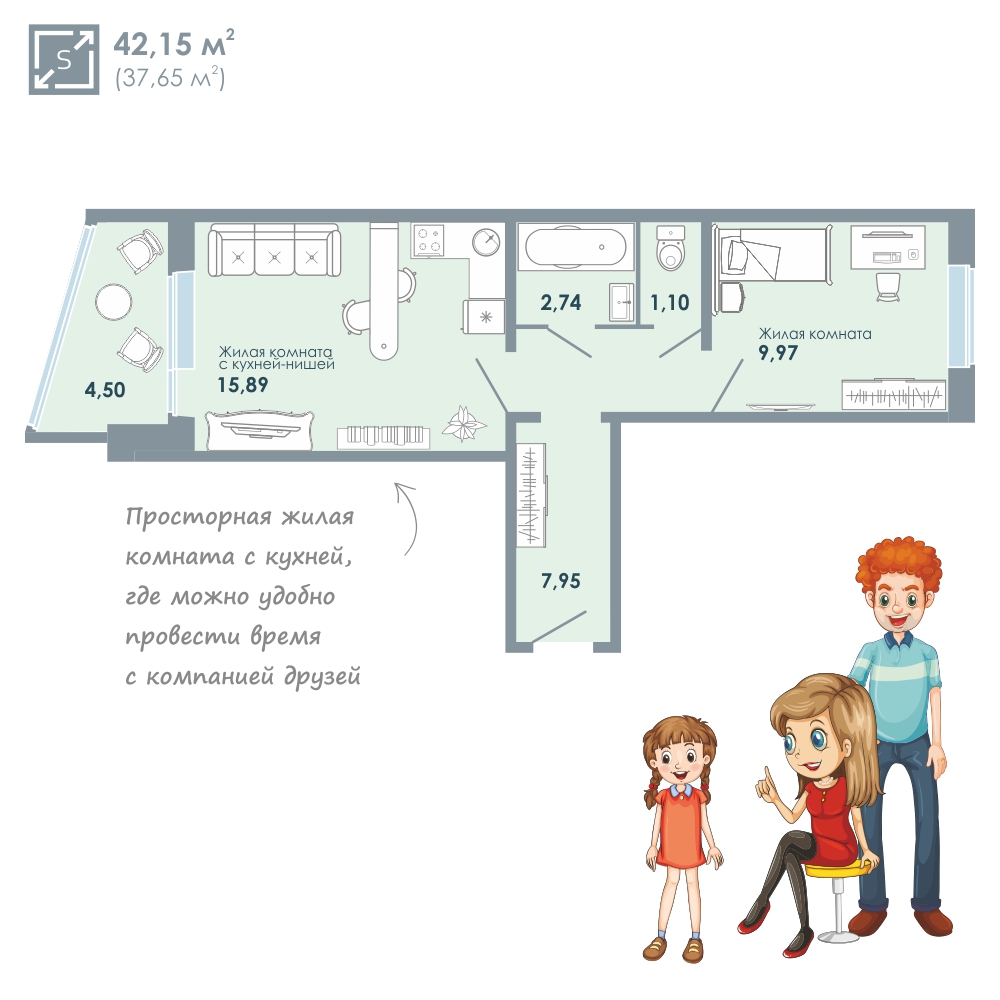 S
42,15 м²
(37,65 м²)
2,74
1,10
Жилая комната
9,97
Жилая комната
с кухней-нишей
15,89
4,50
7,95
Просторная жилая
комната с кухней,
где можно удобно
провести время
с компанией друзей